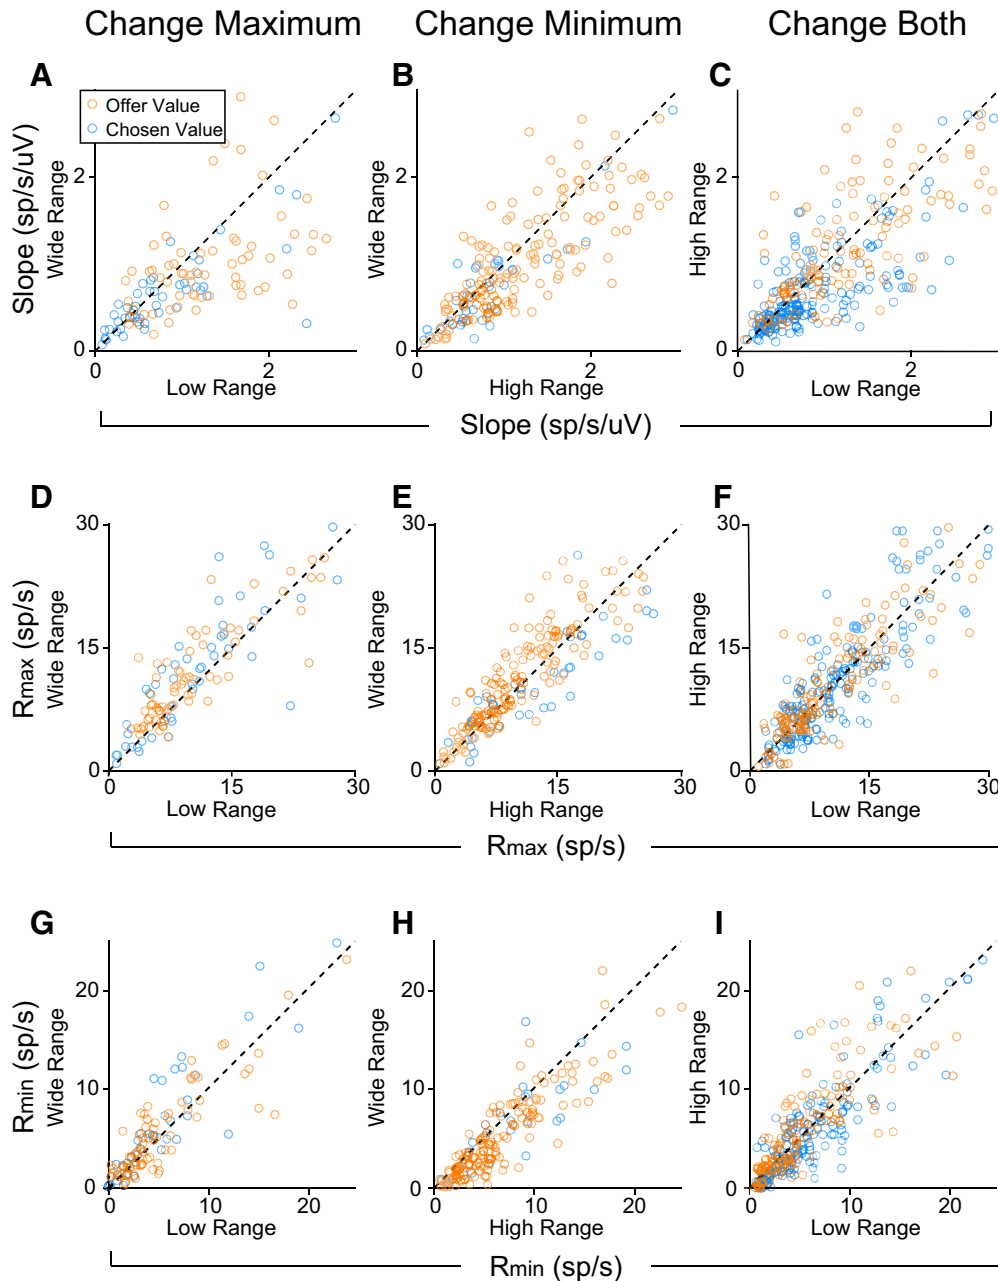 Change Maximum
Change Minimum
Change Both
A
B
C
Offer Value
Chosen Value
Slope (sp/s/uV)
Wide Range
2
0
0
2
Low Range
Wide Range
2
0
0
2
High Range
High Range
2
0
0
2
Low Range
Slope (sp/s/uV)
D
E
F
Rmax (sp/s)
Wide Range
30
15
0
0
15
30
Low Range
Wide Range
30
15
0
0
15
30
High Range
High Range
30
15
0
0
15
30
Low Range
Rmax (sp/s)
G
H
I
Rmin (sp/s)
Wide Range
20
10
0
0
10
20
Low Range
Wide Range
20
10
0
0
10
20
High Range
High Range
20
10
0
0
10
20
Low Range
Rmin (sp/s)